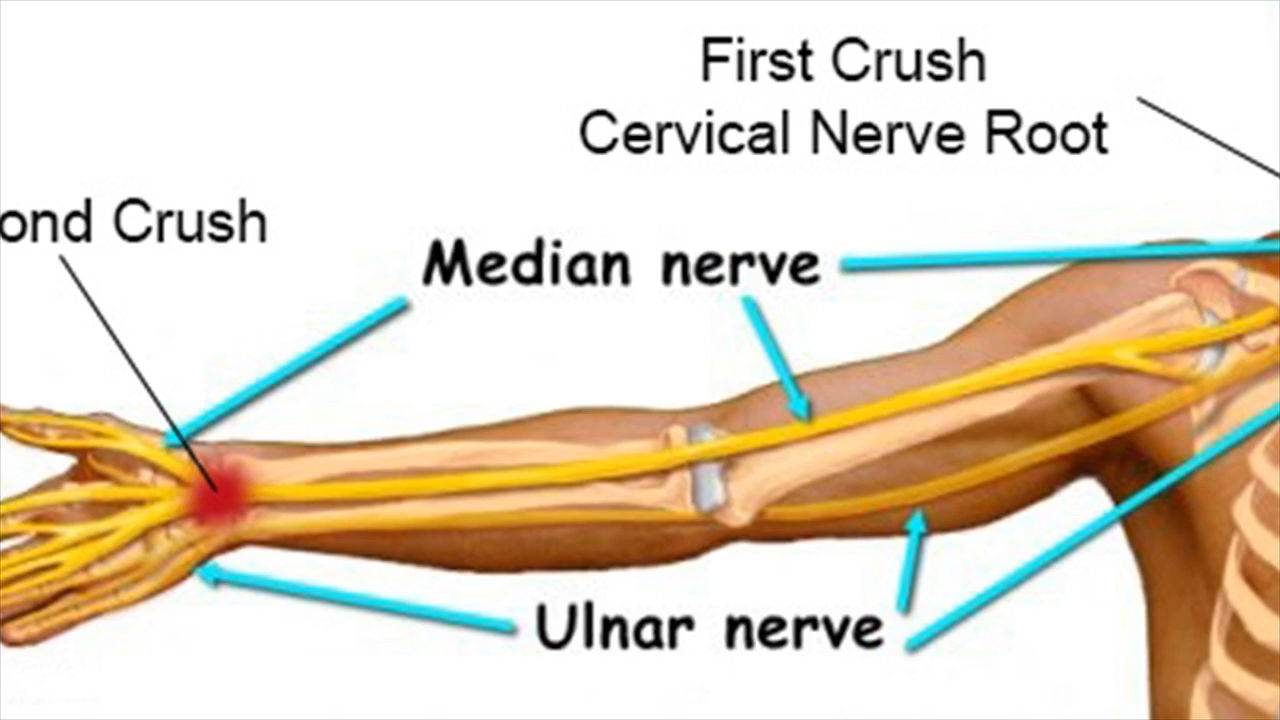 First Crush
Cervical Nerve Root
ond Crush
Median nerve
Ulnar nerve